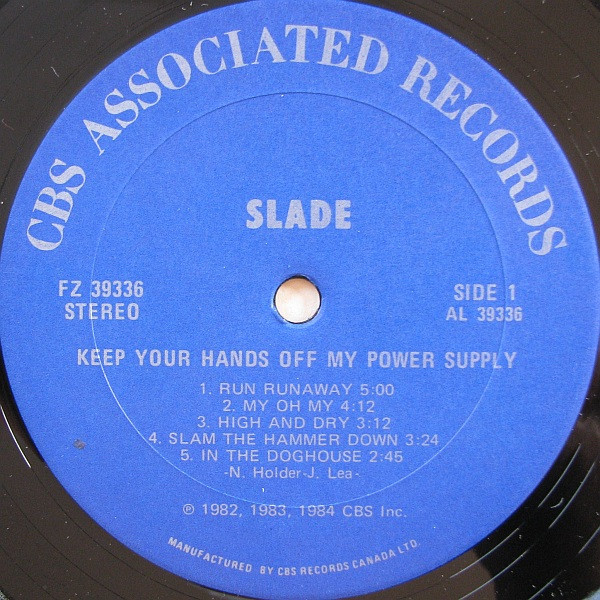 CBS ASSOCIATED RECORDS
SLADE
FZ 39336
STEREO
SIDE 1
AL 39336
KEEP YOUR HANDS OFF MY POWER SUPPLY
1. RUN RUNAWAY 5:00
2. MY OH MY 4:12
3. HIGH AND DRY 3:12
4. SLAM THE HAMMER DOWN 3:24
5. IN THE DOGHOUSE 2:45
-N. Holder-J. Lea-
℗ 1982, 1983, 1984 CBS Inc.
MANUFACTURED BY CBS RECORDS CANADA LTD.